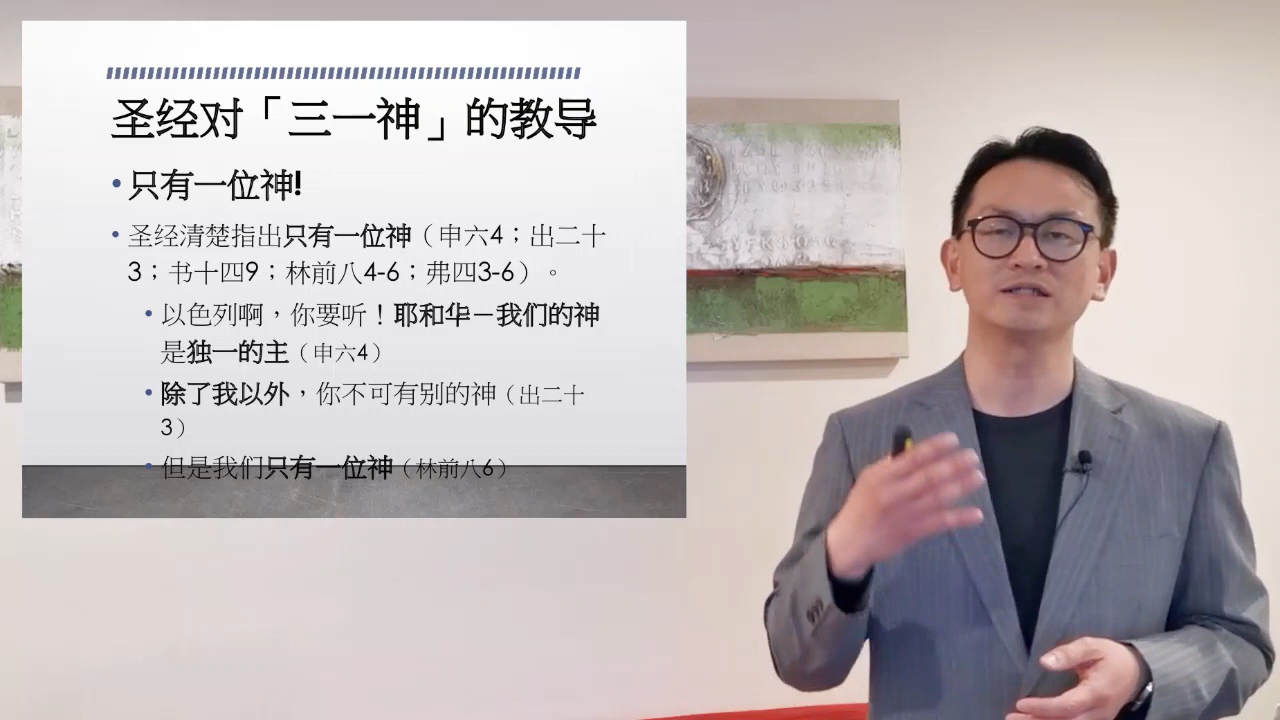 圣经对「三一神」的教导
• 只有一位神!
• 圣经清楚指出只有一位神（申六4；出二十
3；书十四9；林前八4-6；弗四3-6）。
• 以色列啊，你要听！耶和华－我们的神
是独一的主（申六4）
• 除了我以外，你不可有别的神（出二十
3）
• 但是我们只有一位神（林前八6）